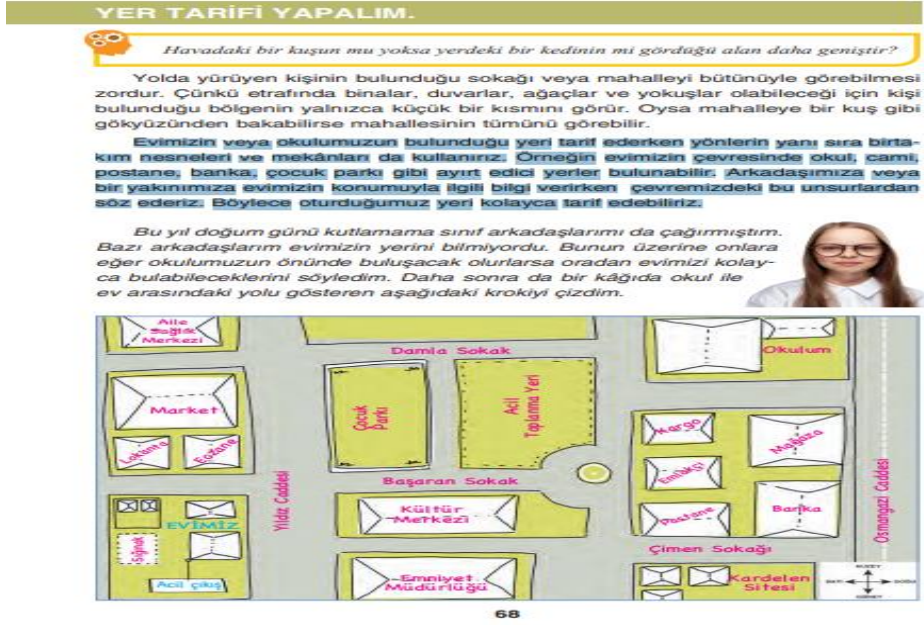 YER TARİFİ YAPALIM.
Havadaki bir kuşun mu yoksa yerdeki bir kedinin mi gördüğü alan daha geniştir?
Yolda yürüyen kişinin bulunduğu sokağı veya mahalleyi bütünüyle görebilmesi
zordur. Çünkü etrafında binalar, duvarlar, ağaçlar ve yokuşlar olabileceği için kişi
bulunduğu bölgenin yalnızca küçük bir kısmını görür. Oysa mahalleye bir kuş gibi
gökyüzünden bakabilirse mahallesinin tümünü görebilir.
Evimizin veya okulumuzun bulunduğu yeri tarif ederken yönlerin yanı sıra birta-
kım nesneleri ve mekânları da kullanırız. Örneğin evimizin çevresinde okul, cami,
postane, banka, çocuk parkı gibi ayırt edici yerler bulunabilir. Arkadaşımıza veya
bir yakınımıza evimizin konumuyla ilgili bilgi verirken çevremizdeki bu unsurlardan
söz ederiz. Böylece oturduğumuz yeri kolayca tarif edebiliriz.
Bu yıl doğum günü kutlamama sınıf arkadaşlarımı da çağırmıştım.
Bazı arkadaşlarım evimizin yerini bilmiyordu. Bunun üzerine onlara
eğer okulumuzun önünde buluşacak olurlarsa oradan evimizi kolay-
ca bulabileceklerini söyledim. Daha sonra da bir kâğıda okul ile
ev arasındaki yolu gösteren aşağıdaki krokiyi çizdim.
Aile
Sağlık
Merkezi
Damla Sokak
Okulum
Market
Çocuk
Parkı
Acil
Toplanma Yeri
Kargo
Mağaza
Lokanta
Eczane
Yıldız Caddesi
Başaran Sokak
Emlakçı
Osmangazi Caddesi
EVİMİZ
Kültür
Merkezi
Postane
Banka
Sığınak
Çimen Sokağı
Acil çıkış
Emniyet
Müdürlüğü
Kardelen
Sitesi
KUZEY
BATI
DOĞU
GÜNEY
68